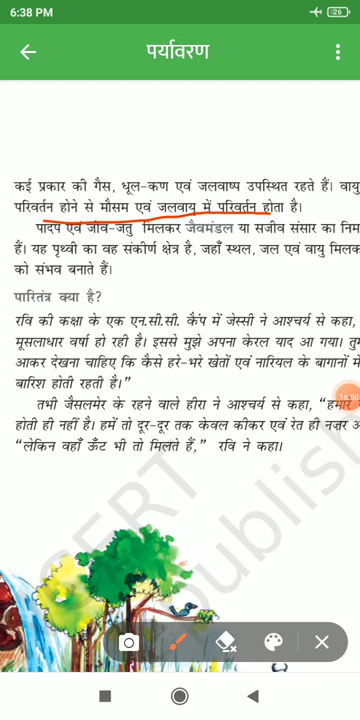 6:38 PM
26
पर्यावरण
कई प्रकार की गैस, धूल-कण एवं जलवाष्प उपस्थित रहते हैं। वायु
परिवर्तन होने से मौसम एवं जलवायु में परिवर्तन होता है।
पादप एवं जीव-जंतु मिलकर जैवमंडल या सजीव संसार का निम
हैं। यह पृथ्वी का वह संकीर्ण क्षेत्र है, जहाँ स्थल, जल एवं वायु मिलक
को संभव बनाते हैं।
पारितंत्र क्या है?
रवि की कक्षा के एक एन.सी.सी. कैंप में जेस्सी ने आश्चर्य से कहा,
मूसलाधार वर्षा हो रही है। इससे मुझे अपना केरल याद आ गया। तुम
आकर देखना चाहिए कि कैसे हरे-भरे खेतों एवं नारियल के बागानों में
बारिश होती रहती है।”
तभी जैसलमेर के रहने वाले हीरा ने आश्चर्य से कहा, “हमारे
होती ही नहीं है। हमें तो दूर-दूर तक केवल कीकर एवं रेत ही नज़र अ
“लेकिन वहाँ ऊँट भी तो मिलते हैं,” रवि ने कहा।
16:50